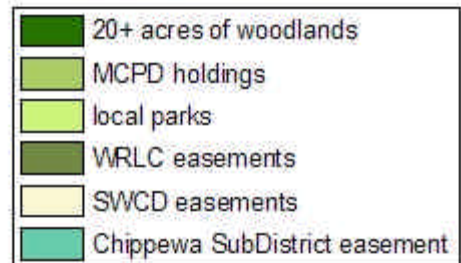 20+ acres of woodlands
MCPD holdings
local parks
WRLC easements
SWCD easements
Chippewa SubDistrict easement